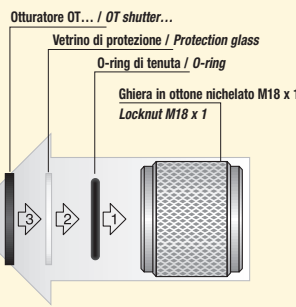 Otturatore OT… / OT shutter…
Vetrino di protezione / Protection glass
O-ring di tenuta / O-ring
Ghiera in ottone nichelato M18 x 1
Locknut M18 x 1
3 2 1